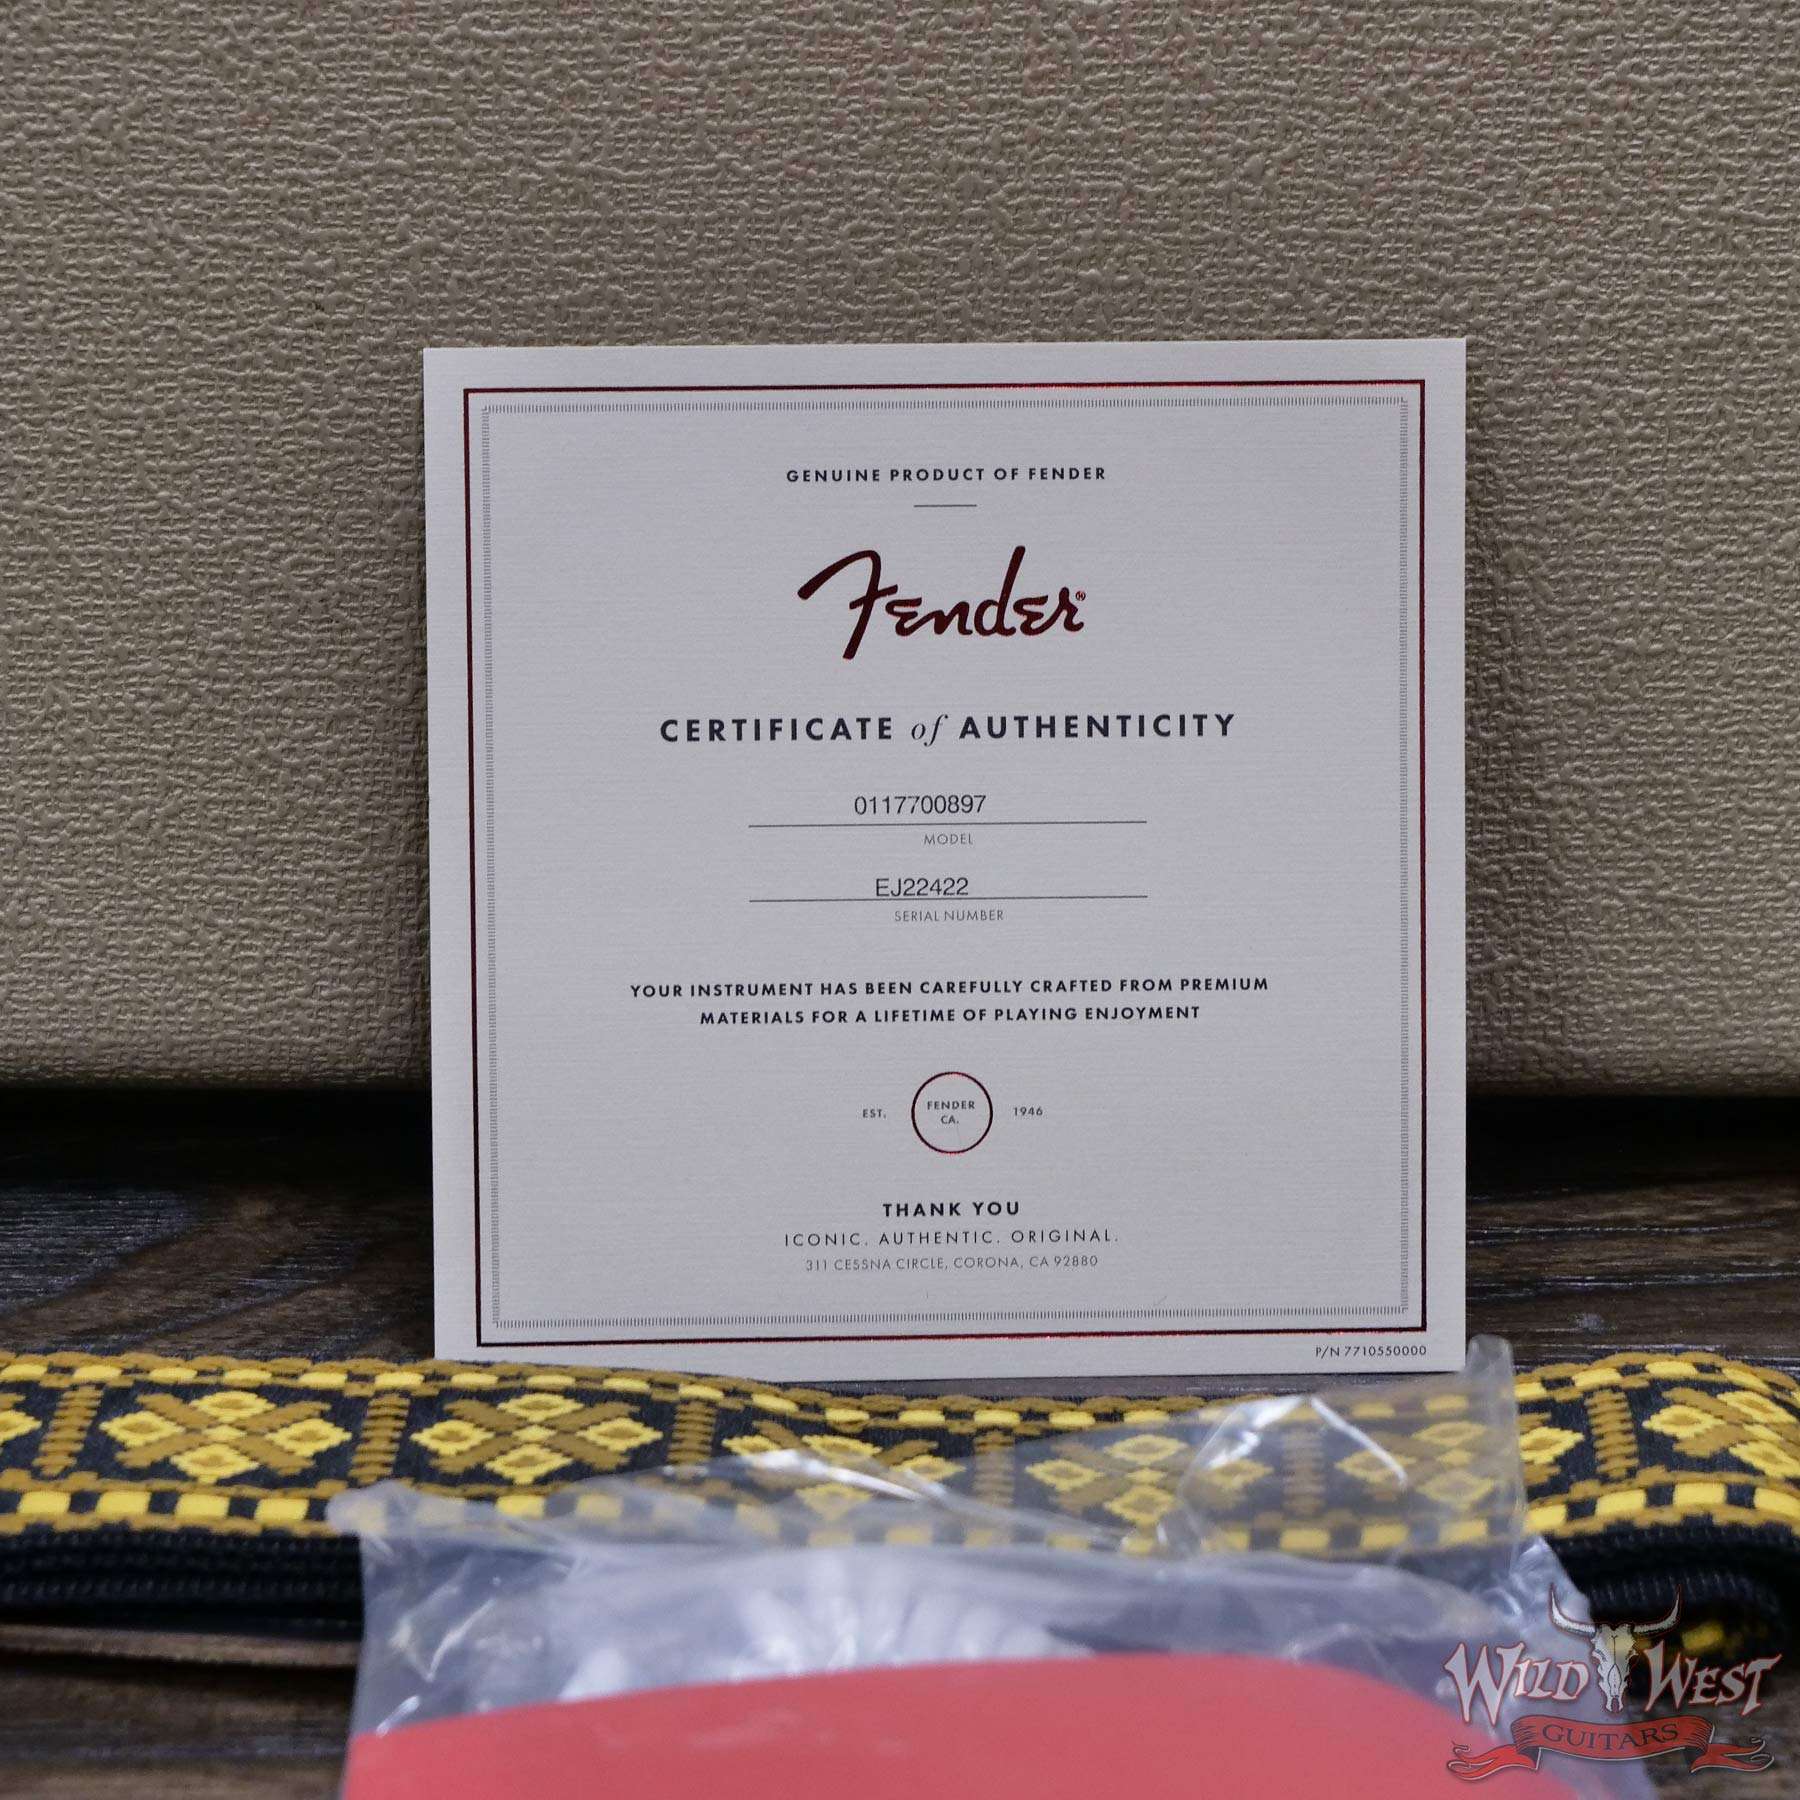 GENUINE PRODUCT OF FENDER
Fender®
CERTIFICATE of AUTHENTICITY
0117700897
MODEL
EJ22422
SERIAL NUMBER
YOUR INSTRUMENT HAS BEEN CAREFULLY CRAFTED FROM PREMIUM
MATERIALS FOR A LIFETIME OF PLAYING ENJOYMENT
EST. FENDER CA. 1946
THANK YOU
ICONIC. AUTHENTIC. ORIGINAL.
311 CESSNA CIRCLE, CORONA, CA 92880
P/N 7710550000
WILD WEST
GUITARS